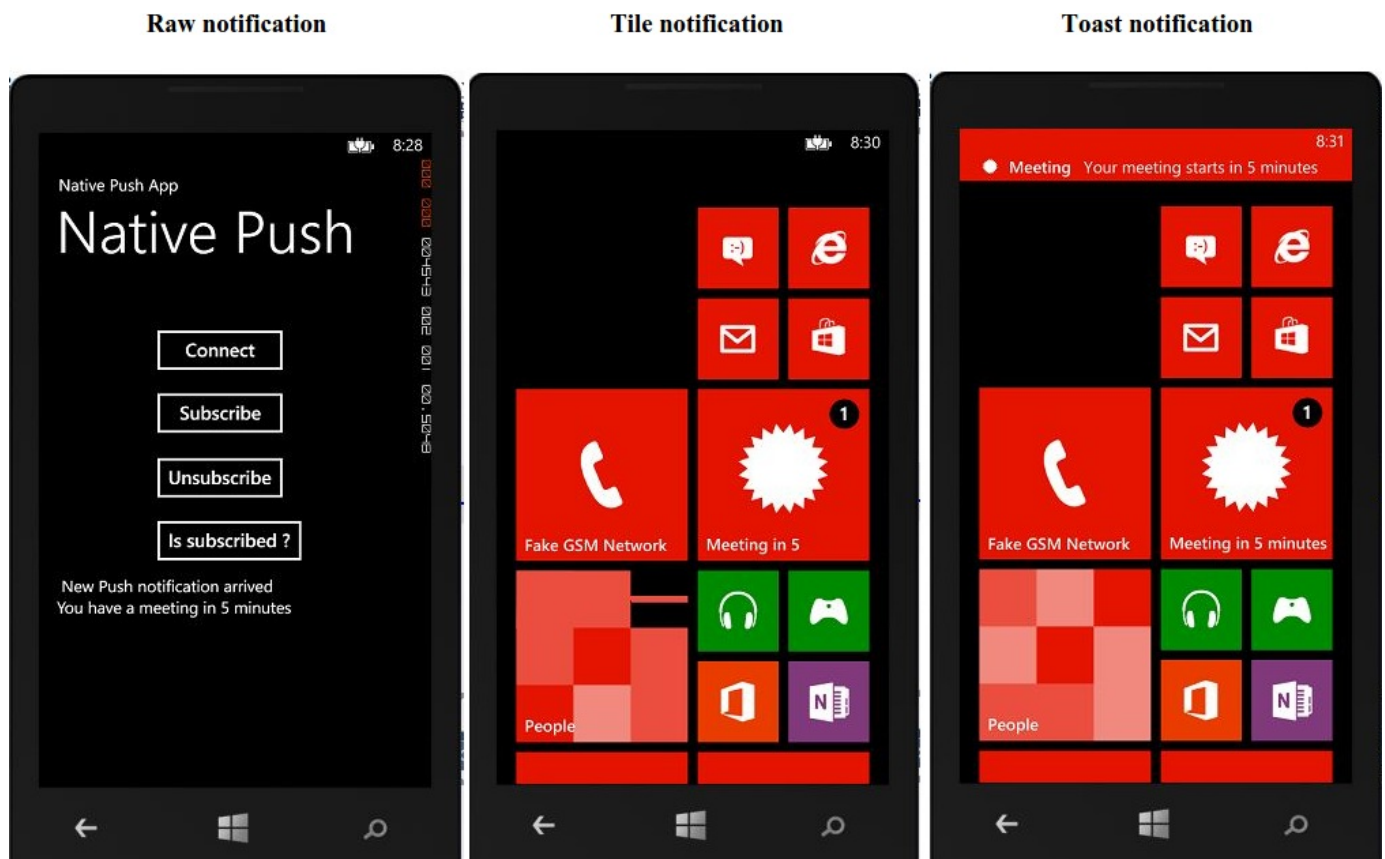 Raw notification
Tile notification
Toast notification
8:28
Native Push App
Native Push
Connect
Subscribe
Unsubscribe
Is subscribed ?
New Push notification arrived
You have a meeting in 5 minutes
8:30
:-)
1
Fake GSM Network
Meeting in 5
People
N
8:31
Meeting Your meeting starts in 5 minutes
:-)
1
Fake GSM Network
Meeting in 5 minutes
People
N